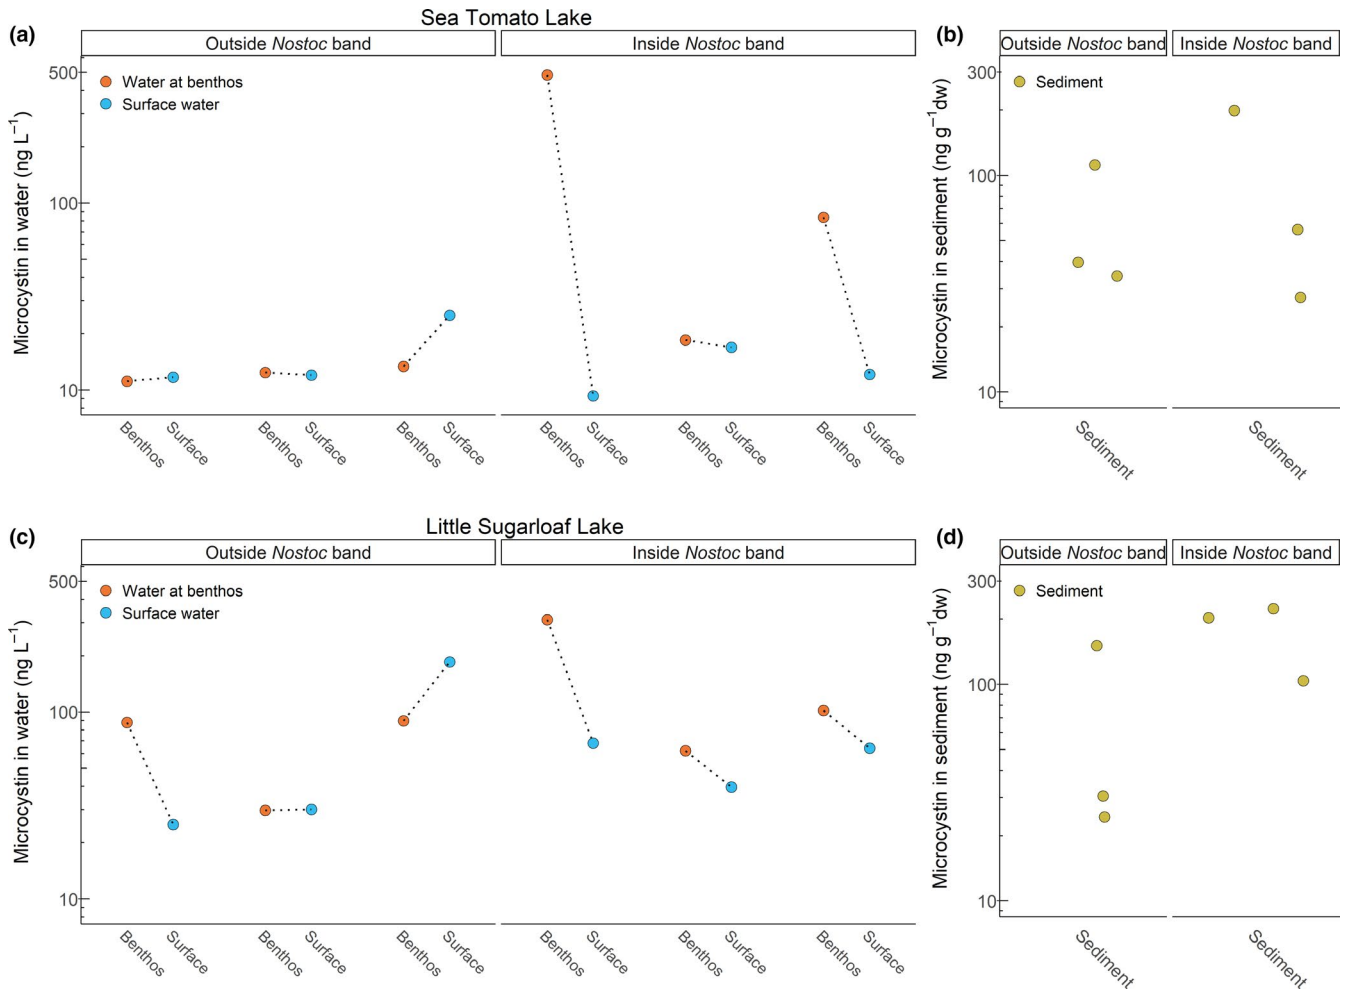 Sea Tomato Lake
(a)
Outside Nostoc band
Inside Nostoc band
Water at benthos
Surface water
Microcystin in water (ng L⁻¹)
500
100
10
Benthos
Surface
Benthos
Surface
Benthos
Surface
Benthos
Surface
Benthos
Surface
Benthos
Surface
(b)
Outside Nostoc band
Inside Nostoc band
Sediment
Microcystin in sediment (ng g⁻¹dw)
300
100
10
Sediment
Sediment
Little Sugarloaf Lake
(c)
Outside Nostoc band
Inside Nostoc band
Water at benthos
Surface water
Microcystin in water (ng L⁻¹)
500
100
10
Benthos
Surface
Benthos
Surface
Benthos
Surface
Benthos
Surface
Benthos
Surface
Benthos
Surface
(d)
Outside Nostoc band
Inside Nostoc band
Sediment
Microcystin in sediment (ng g⁻¹dw)
300
100
10
Sediment
Sediment